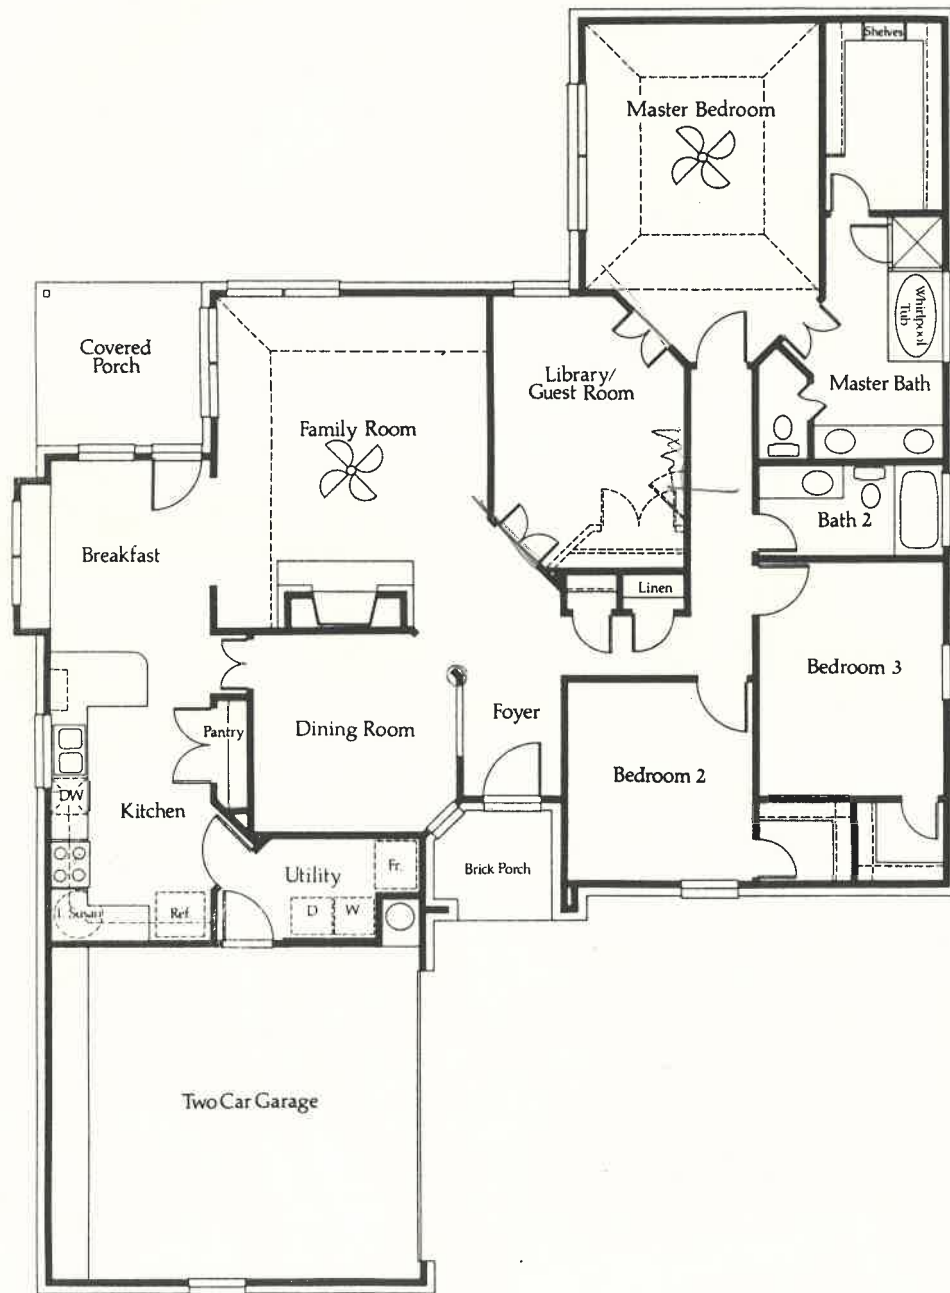 Shelves
Master Bedroom
Whirlpool
Tub
Covered
Porch
Library/
Guest Room
Master Bath
Family Room
Bath 2
Breakfast
Linen
Bedroom 3
Pantry
Dining Room
Foyer
Bedroom 2
DW
Kitchen
Utility
Fr.
Brick Porch
L. Susan
Ref.
D
W
Two Car Garage